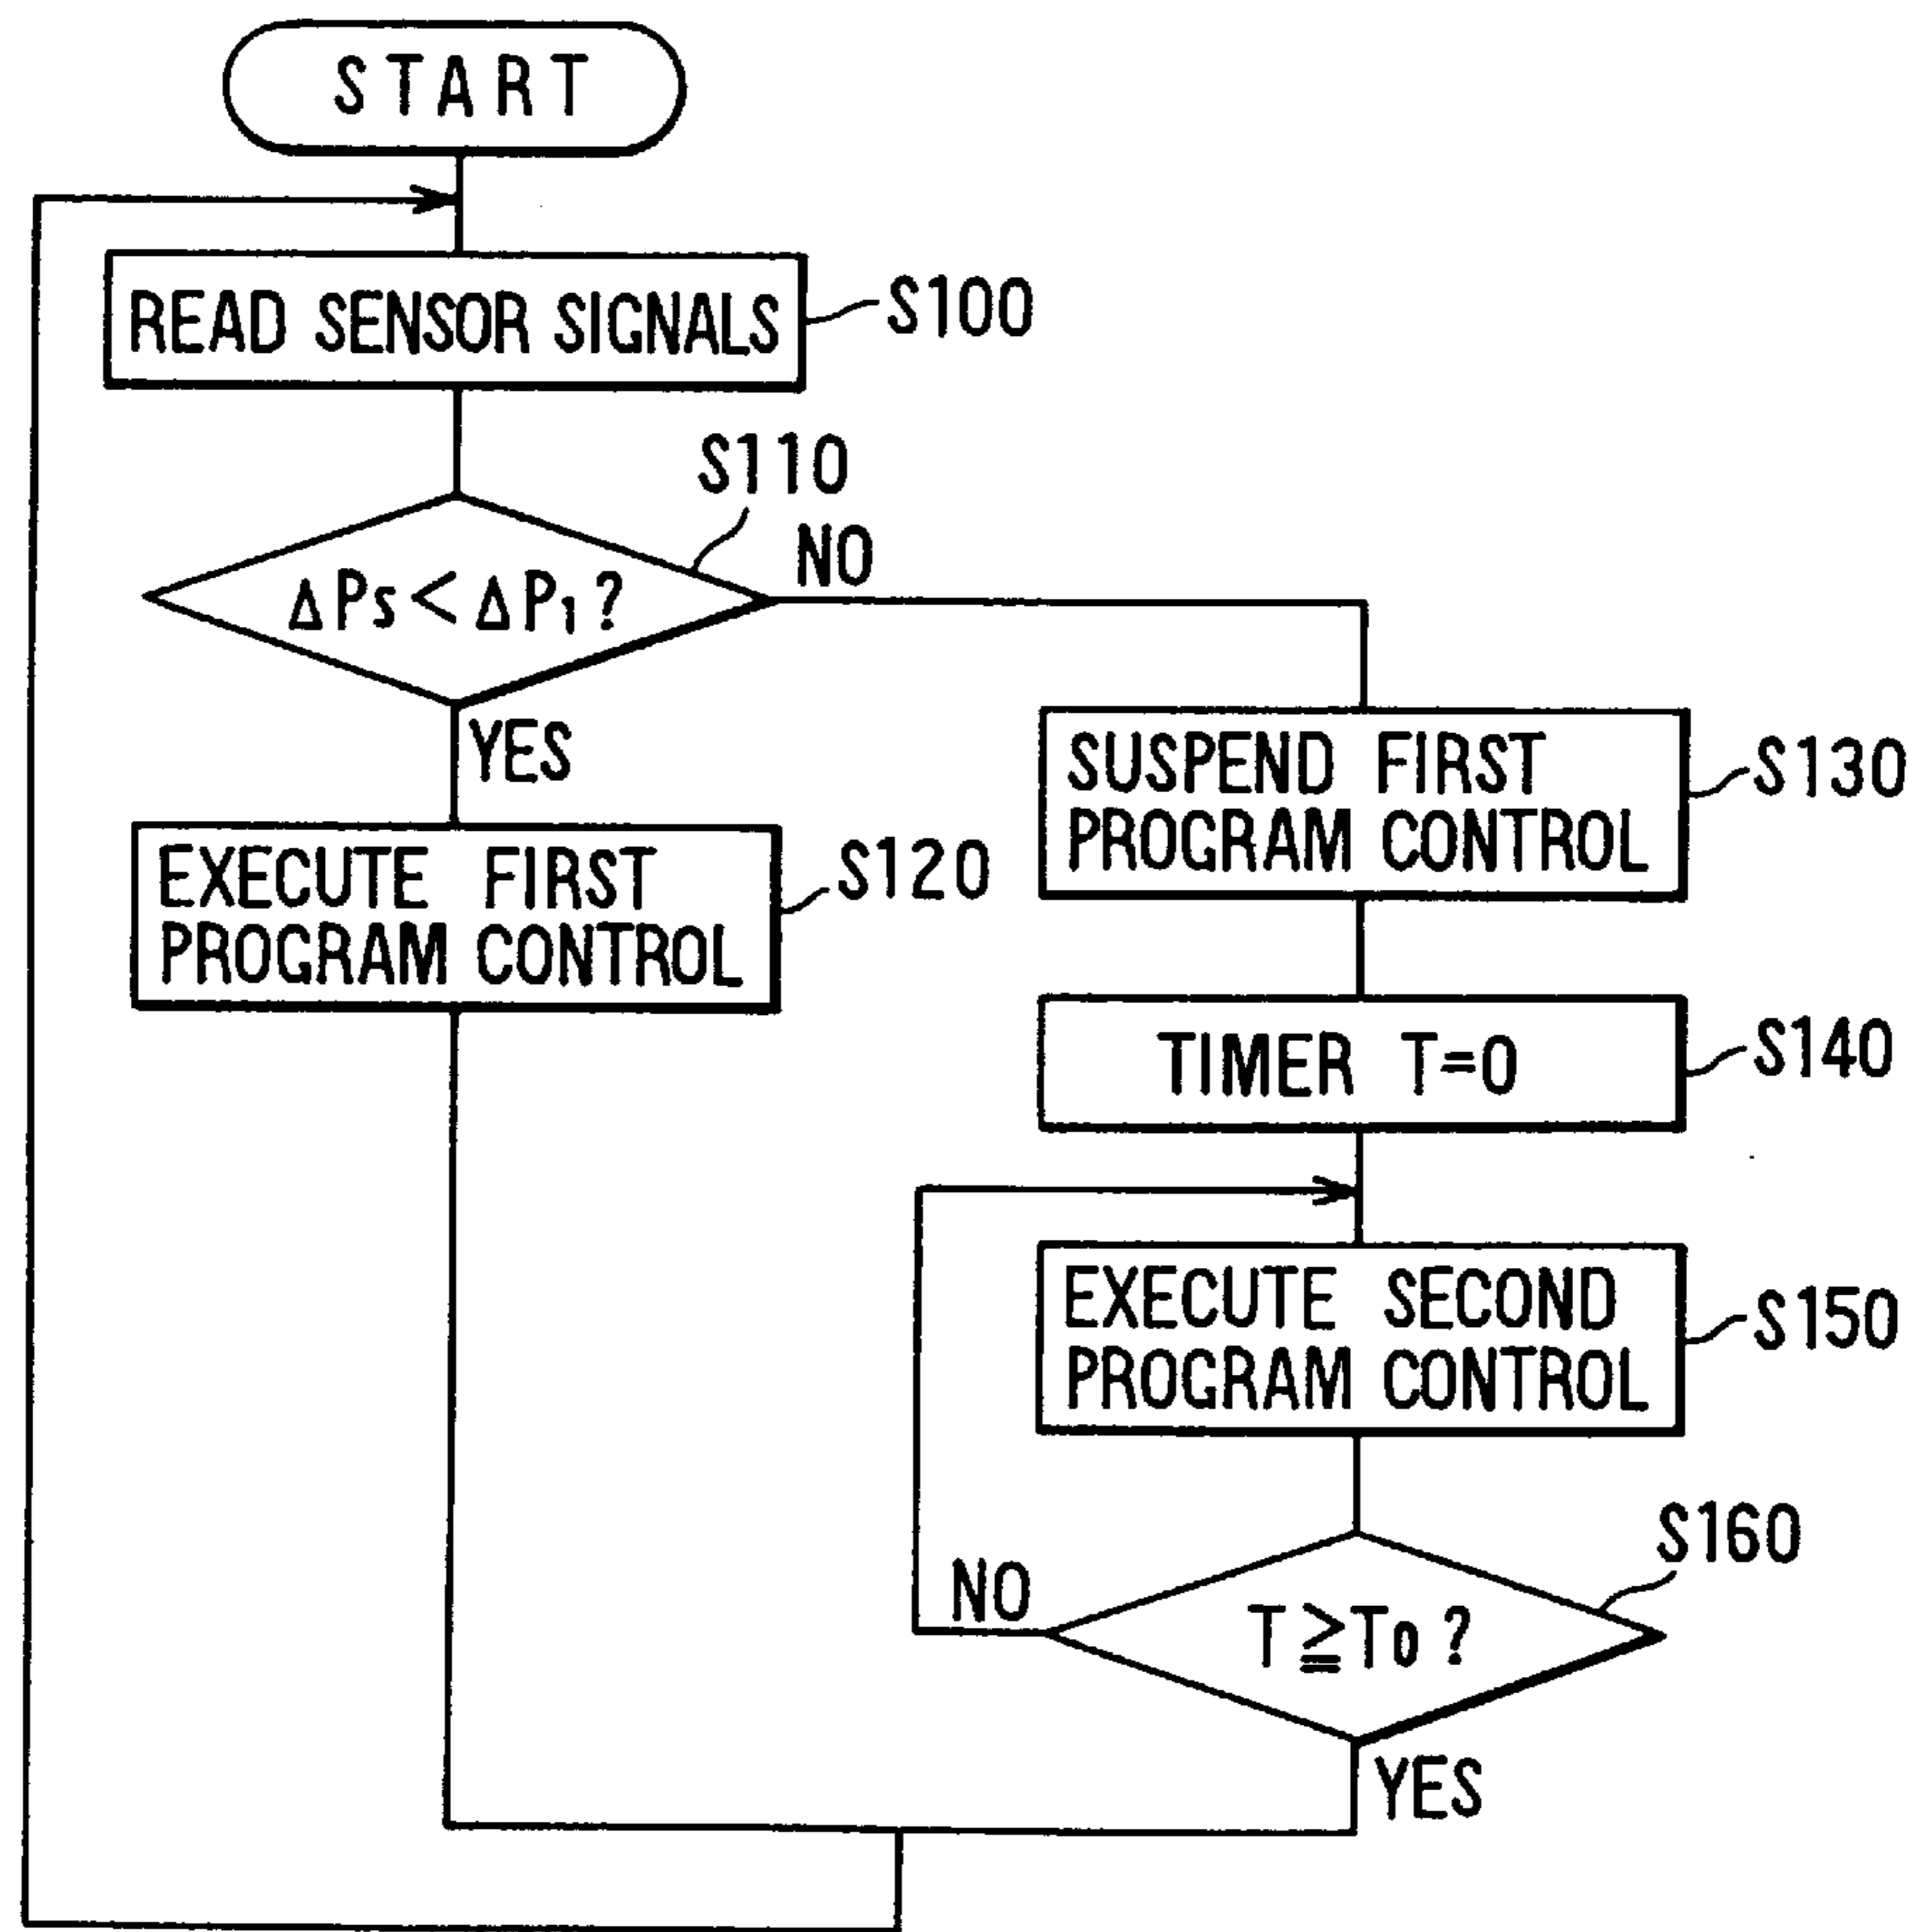 START
READ SENSOR SIGNALS
S100
S110
NO
ΔPs<ΔP1?
YES
EXECUTE FIRST
PROGRAM CONTROL
S120
SUSPEND FIRST
PROGRAM CONTROL
S130
TIMER T=0
S140
EXECUTE SECOND
PROGRAM CONTROL
S150
S160
NO
T≧T0?
YES